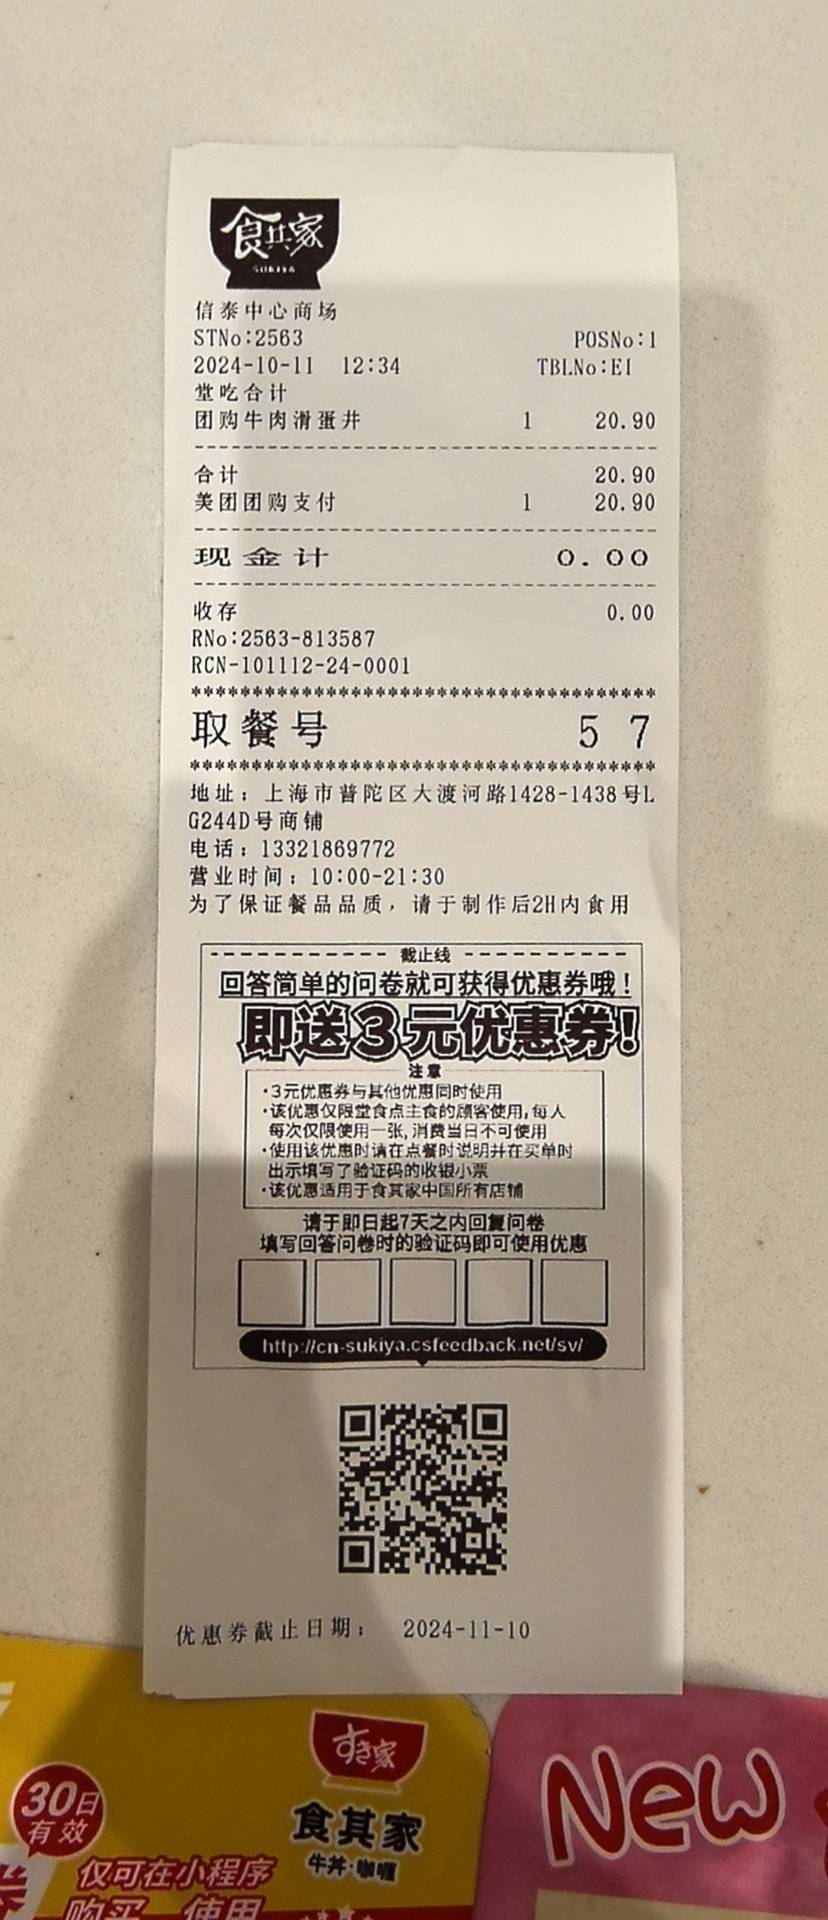 食其家
SUKIYA
信泰中心商场
STNo:2563 POSNo:1
2024-10-11 12:34 TBLNo:EI
堂吃合计
团购牛肉滑蛋丼 1 20.90
合计 20.90
美团团购支付 1 20.90
现金计 0.00
收存 0.00
RNo:2563-813587
RCN-101112-24-0001
**************************************
取餐号 57
**************************************
地址：上海市普陀区大渡河路1428-1438号L
G244D号商铺
电话：13321869772
营业时间：10:00-21:30
为了保证餐品品质，请于制作后2H内食用
截止线
回答简单的问卷就可获得优惠券哦！
即送3元优惠券！
注意
·3元优惠券与其他优惠同时使用
·该优惠仅限堂食点主食的顾客使用,每人
每次仅限使用一张,消费当日不可使用
·使用该优惠时请在点餐时说明并在买单时
出示填写了验证码的收银小票
·该优惠适用于食其家中国所有店铺
请于即日起7天之内回复问卷
填写回答问卷时的验证码即可使用优惠
http://cn-sukiya.csfeedback.net/sv/
优惠券截止日期： 2024-11-10
すき家
食其家
牛丼·咖喱
30日
有效
券
仅可在小程序
购买 使用
New